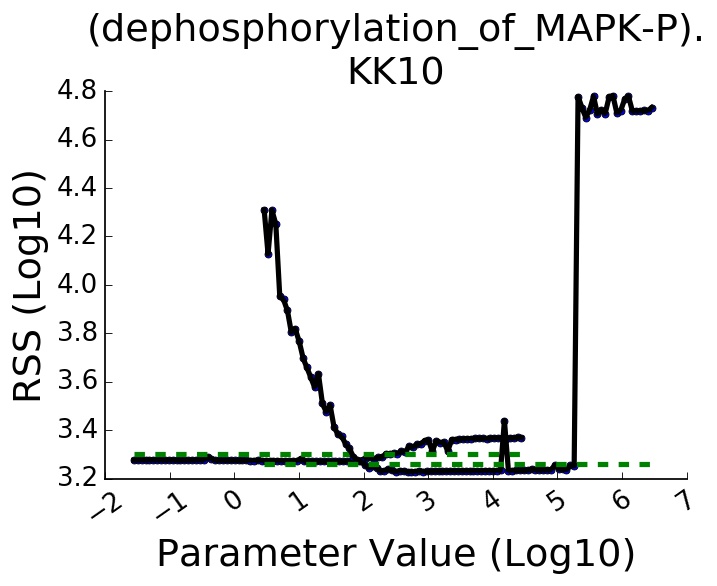 (dephosphorylation_of_MAPK-P).
KK10
4.8
4.6
4.4
4.2
4.0
3.8
3.6
3.4
3.2
RSS (Log10)
−2 −1 0 1 2 3 4 5 6 7
Parameter Value (Log10)